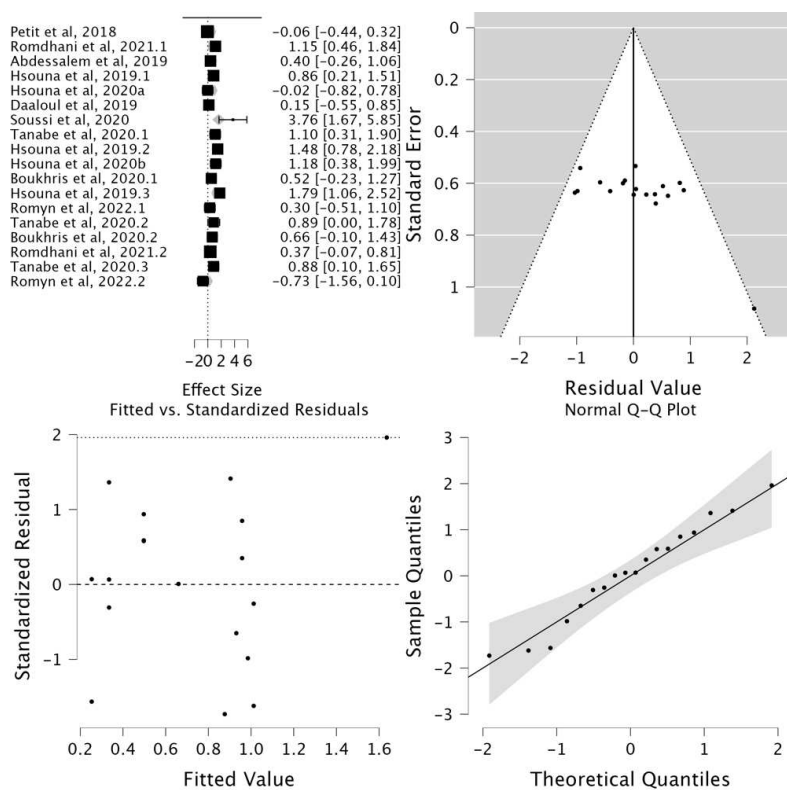 Petit et al, 2018 -0.06 [-0.44, 0.32]
Romdhani et al, 2021.1 1.15 [0.46, 1.84]
Abdessalem et al, 2019 0.40 [-0.26, 1.06]
Hsouna et al, 2019.1 0.86 [0.21, 1.51]
Hsouna et al, 2020a -0.02 [-0.82, 0.78]
Daaloul et al, 2019 0.15 [-0.55, 0.85]
Soussi et al, 2020 3.76 [1.67, 5.85]
Tanabe et al, 2020.1 1.10 [0.31, 1.90]
Hsouna et al, 2019.2 1.48 [0.78, 2.18]
Hsouna et al, 2020b 1.18 [0.38, 1.99]
Boukhris et al, 2020.1 0.52 [-0.23, 1.27]
Hsouna et al, 2019.3 1.79 [1.06, 2.52]
Romyn et al, 2022.1 0.30 [-0.51, 1.10]
Tanabe et al, 2020.2 0.89 [0.00, 1.78]
Boukhris et al, 2020.2 0.66 [-0.10, 1.43]
Romdhani et al, 2021.2 0.37 [-0.07, 0.81]
Tanabe et al, 2020.3 0.88 [0.10, 1.65]
Romyn et al, 2022.2 -0.73 [-1.56, 0.10]
-2 0 2 4 6
Effect Size
0
0.2
0.4
0.6
0.8
1
Standard Error
-2 -1 0 1 2
Residual Value
Fitted vs. Standardized Residuals
2
1
0
-1
Standardized Residual
0.2 0.4 0.6 0.8 1.0 1.2 1.4 1.6
Fitted Value
Normal Q-Q Plot
3
2
1
0
-1
-2
-3
Sample Quantiles
-2 -1 0 1 2
Theoretical Quantiles